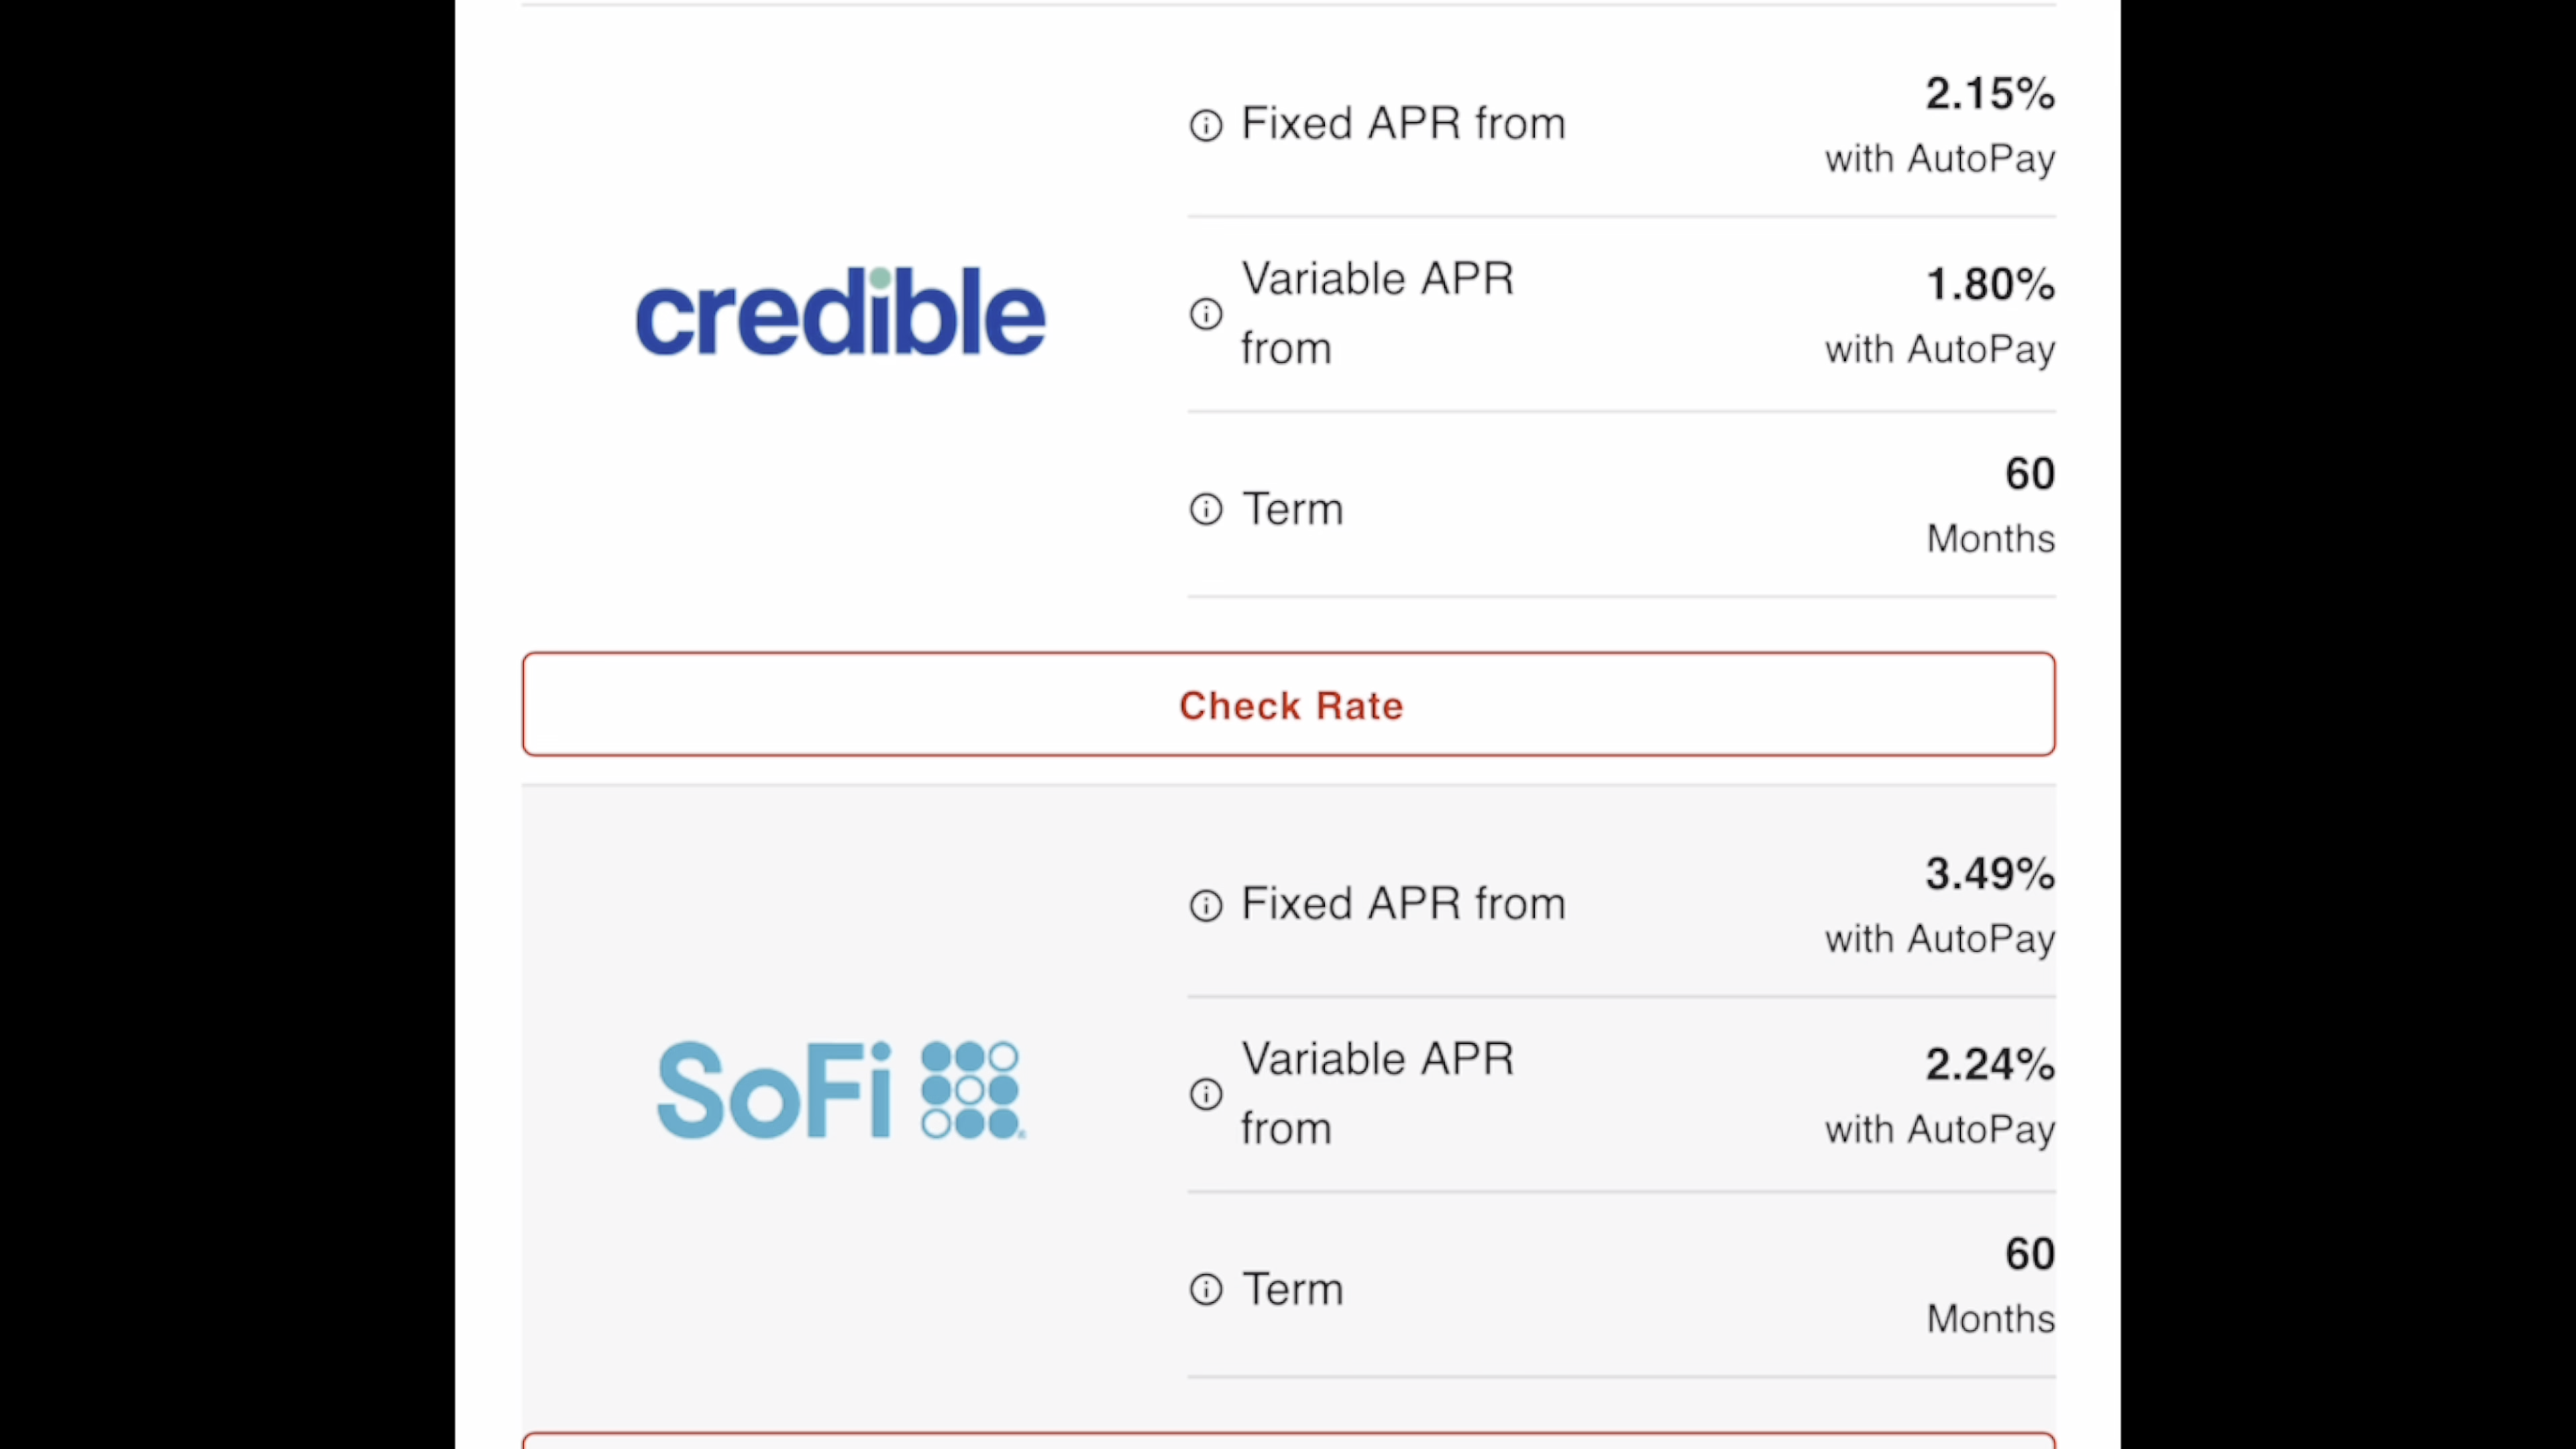 credible
Fixed APR from
2.15%
with AutoPay
Variable APR
from
1.80%
with AutoPay
Term
60
Months
Check Rate
SoFi
Fixed APR from
3.49%
with AutoPay
Variable APR
from
2.24%
with AutoPay
Term
60
Months